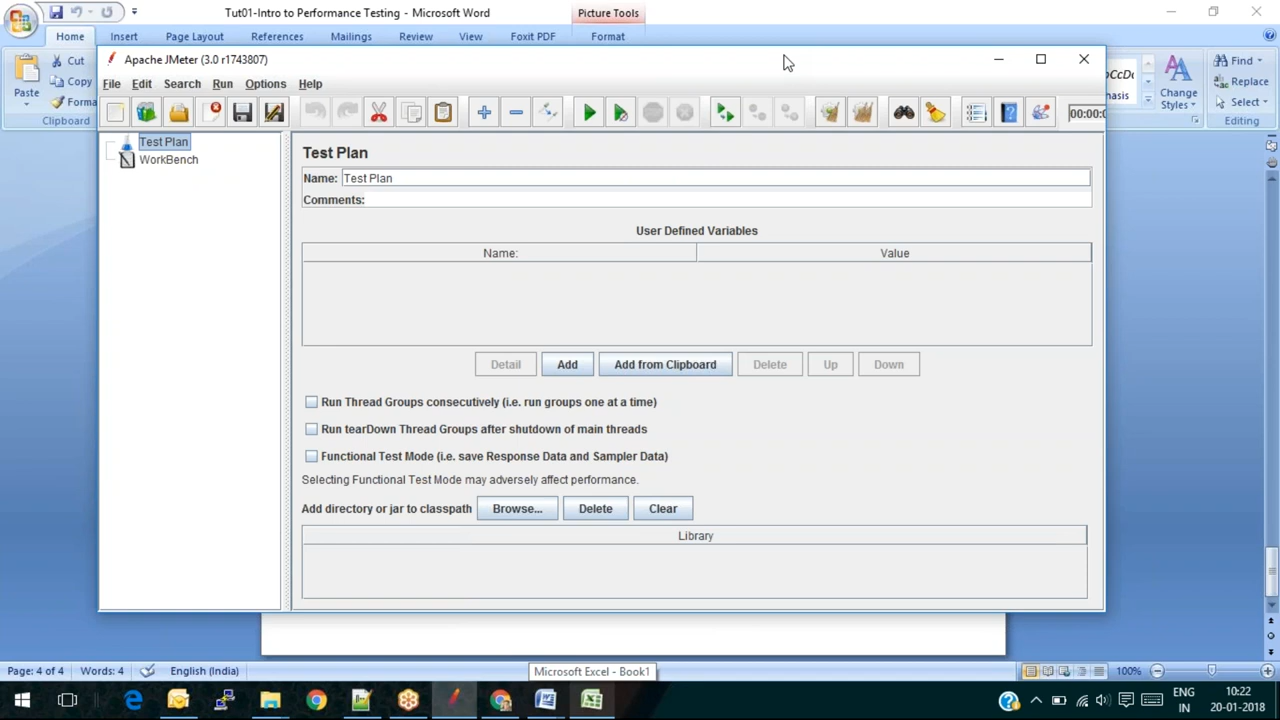 Tut01-Intro to Performance Testing - Microsoft Word
Picture Tools
Home Insert Page Layout References Mailings Review View Foxit PDF Format
Paste
Cut
Copy
Forma
Clipboard
Change
Styles
Find
Replace
Select
Editing
Apache JMeter (3.0 r1743807)
File Edit Search Run Options Help
00:00:0
Test Plan
WorkBench
Test Plan
Name: Test Plan
Comments:
User Defined Variables
Name: Value
Detail Add Add from Clipboard Delete Up Down
Run Thread Groups consecutively (i.e. run groups one at a time)
Run tearDown Thread Groups after shutdown of main threads
Functional Test Mode (i.e. save Response Data and Sampler Data)
Selecting Functional Test Mode may adversely affect performance.
Add directory or jar to classpath Browse... Delete Clear
Library
Page: 4 of 4 Words: 4 English (India)
Microsoft Excel - Book1
100%
ENG
IN
10:22
20-01-2018